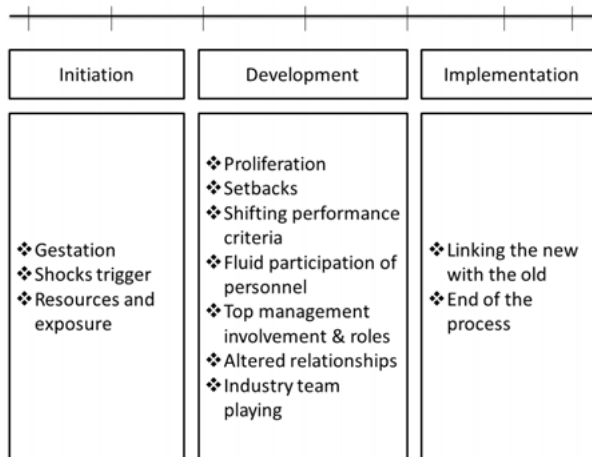 Initiation
Development
Implementation
❖Gestation
❖Shocks trigger
❖Resources and
exposure
❖Proliferation
❖Setbacks
❖Shifting performance
criteria
❖Fluid participation of
personnel
❖Top management
involvement & roles
❖Altered relationships
❖Industry team
playing
❖Linking the new
with the old
❖End of the
process